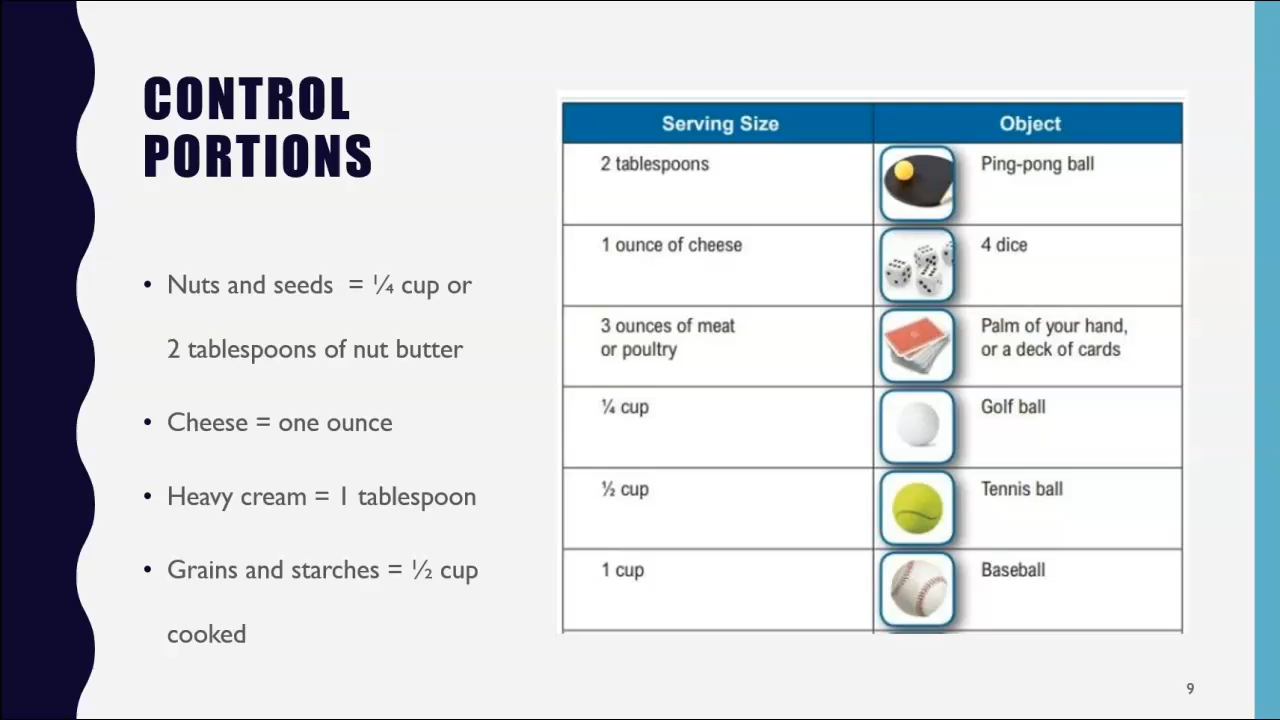 CONTROL
PORTIONS
• Nuts and seeds = ¼ cup or
2 tablespoons of nut butter
• Cheese = one ounce
• Heavy cream = 1 tablespoon
• Grains and starches = ½ cup
cooked
Serving Size Object
2 tablespoons Ping-pong ball
1 ounce of cheese 4 dice
3 ounces of meat Palm of your hand,
or poultry or a deck of cards
¼ cup Golf ball
½ cup Tennis ball
1 cup Baseball
9